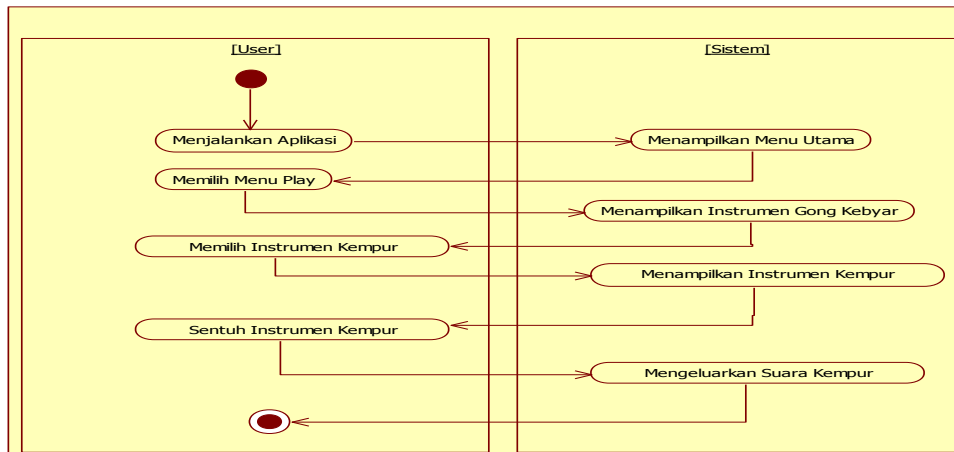 [User]
[Sistem]
Menjalankan Aplikasi
Menampilkan Menu Utama
Memilih Menu Play
Menampilkan Instrumen Gong Kebyar
Memilih Instrumen Kempur
Menampilkan Instrumen Kempur
Sentuh Instrumen Kempur
Mengeluarkan Suara Kempur